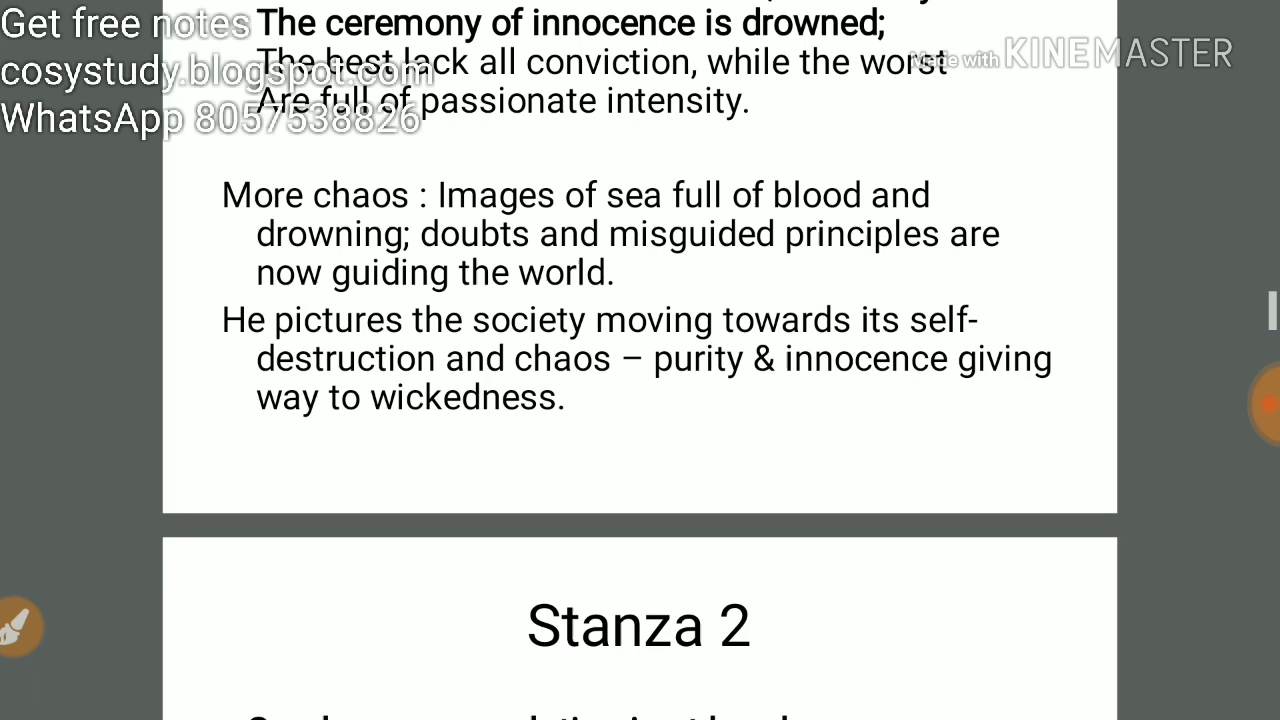 Get free notes
cosystudy.blogspot.com
WhatsApp 8057538826
Made with KINEMASTER
The ceremony of innocence is drowned;
The best lack all conviction, while the worst
Are full of passionate intensity.
More chaos : Images of sea full of blood and
drowning; doubts and misguided principles are
now guiding the world.
He pictures the society moving towards its self-
destruction and chaos – purity & innocence giving
way to wickedness.
Stanza 2